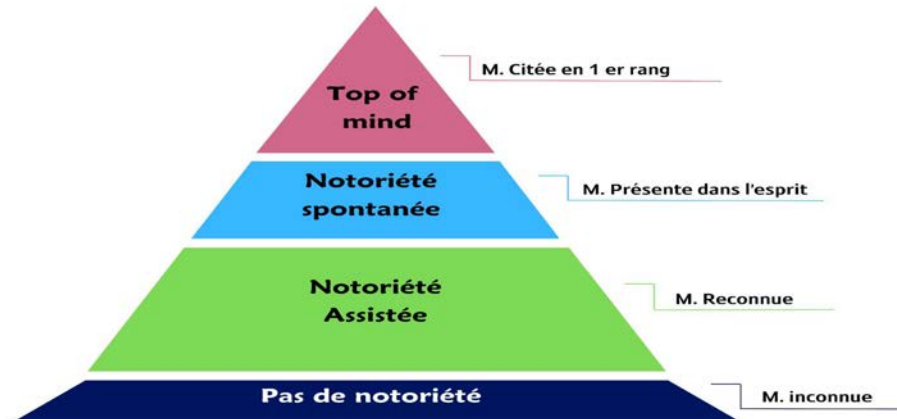 M. Citée en 1 er rang
Top of
mind
Notoriété
spontanée
M. Présente dans l'esprit
Notoriété
Assistée
M. Reconnue
Pas de notoriété
M. inconnue